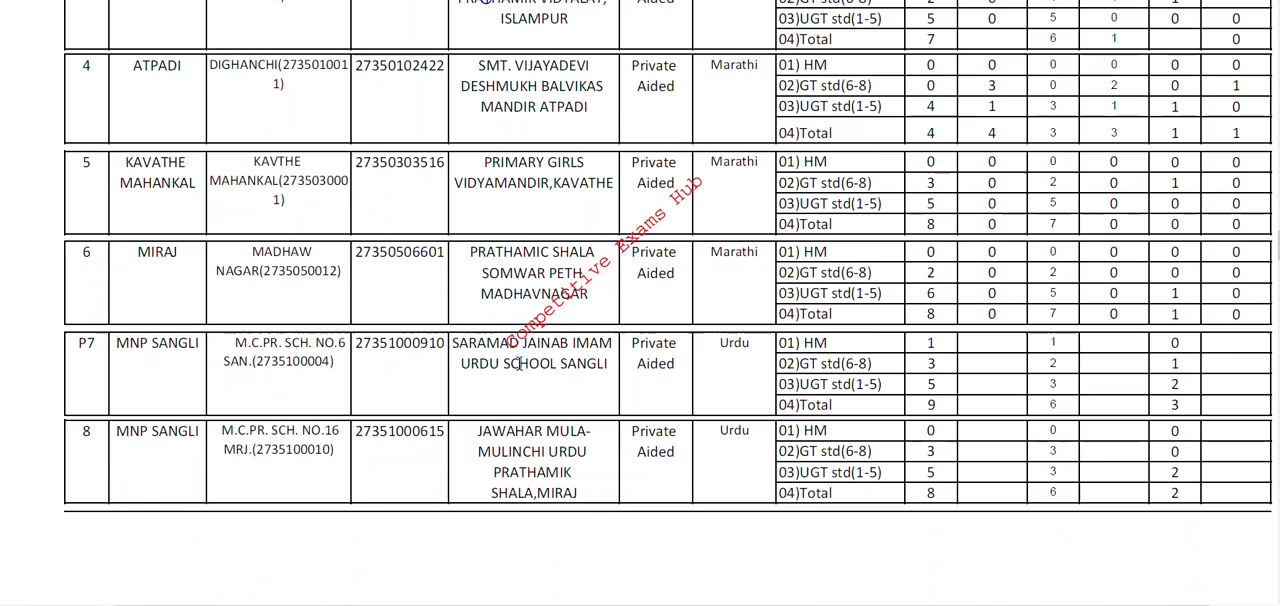 ISLAMPUR 03)UGT std(1-5) 5 0 5 0 0 0
04)Total 7 6 1 0
4 ATPADI DIGHANCHI(273501001 27350102422 SMT. VIJAYADEVI Private Marathi 01) HM 0 0 0 0 0 0
1) DESHMUKH BALVIKAS Aided 02)GT std(6-8) 0 3 0 2 0 1
MANDIR ATPADI 03)UGT std(1-5) 4 1 3 1 1 0
04)Total 4 4 3 3 1 1
5 KAVATHE KAVTHE 27350303516 PRIMARY GIRLS Private Marathi 01) HM 0 0 0 0 0 0
MAHANKAL MAHANKAL(273503000 VIDYAMANDIR,KAVATHE Aided 02)GT std(6-8) 3 0 2 0 1 0
1) 03)UGT std(1-5) 5 0 5 0 0 0
04)Total 8 0 7 0 1 0
6 MIRAJ MADHAW 27350506601 PRATHAMIC SHALA Private Marathi 01) HM 0 0 0 0 0 0
NAGAR(2735050012) SOMWAR PETH Aided 02)GT std(6-8) 2 0 2 0 0 0
MADHAVNAGAR 03)UGT std(1-5) 6 0 5 0 1 0
04)Total 8 0 7 0 1 0
Competitive Exams Hub
P7 MNP SANGLI M.C.PR. SCH. NO.6 27351000910 SARAMAD JAINAB IMAM Private Urdu 01) HM 1 1 0
SAN.(2735100004) URDU SCHOOL SANGLI Aided 02)GT std(6-8) 3 2 1
03)UGT std(1-5) 5 3 2
04)Total 9 6 3
8 MNP SANGLI M.C.PR. SCH. NO.16 27351000615 JAWAHAR MULA- Private Urdu 01) HM 0 0 0
MRJ.(2735100010) MULINCHI URDU Aided 02)GT std(6-8) 3 3 0
PRATHAMIK 03)UGT std(1-5) 5 3 2
SHALA,MIRAJ 04)Total 8 6 2